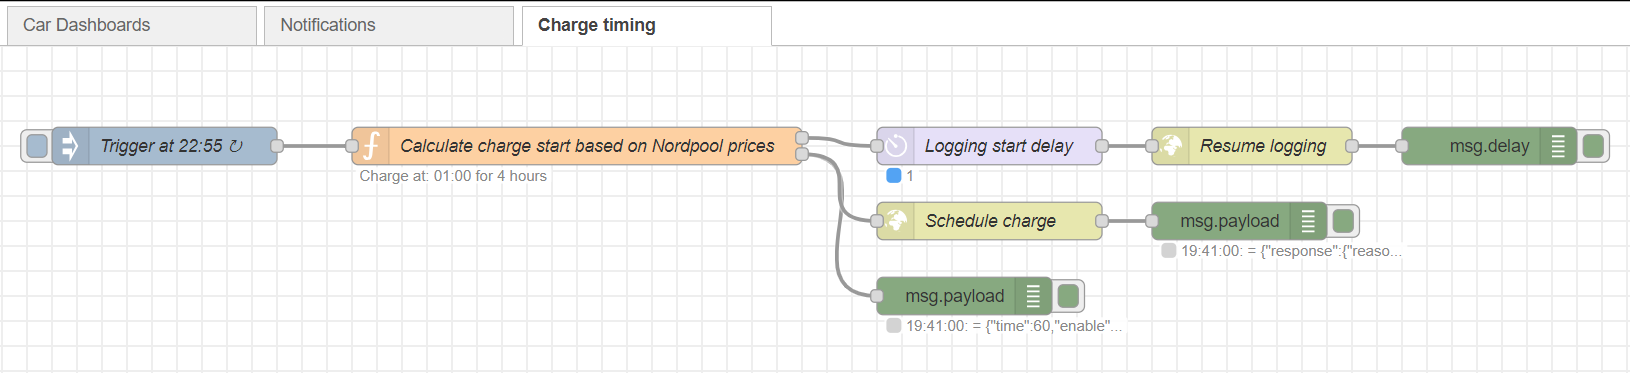 Car Dashboards
Notifications
Charge timing
Trigger at 22:55 ↻
Calculate charge start based on Nordpool prices
Charge at: 01:00 for 4 hours
Logging start delay
1
Resume logging
msg.delay
Schedule charge
msg.payload
19:41:00: = {"response":{"reaso...
msg.payload
19:41:00: = {"time":60,"enable"...